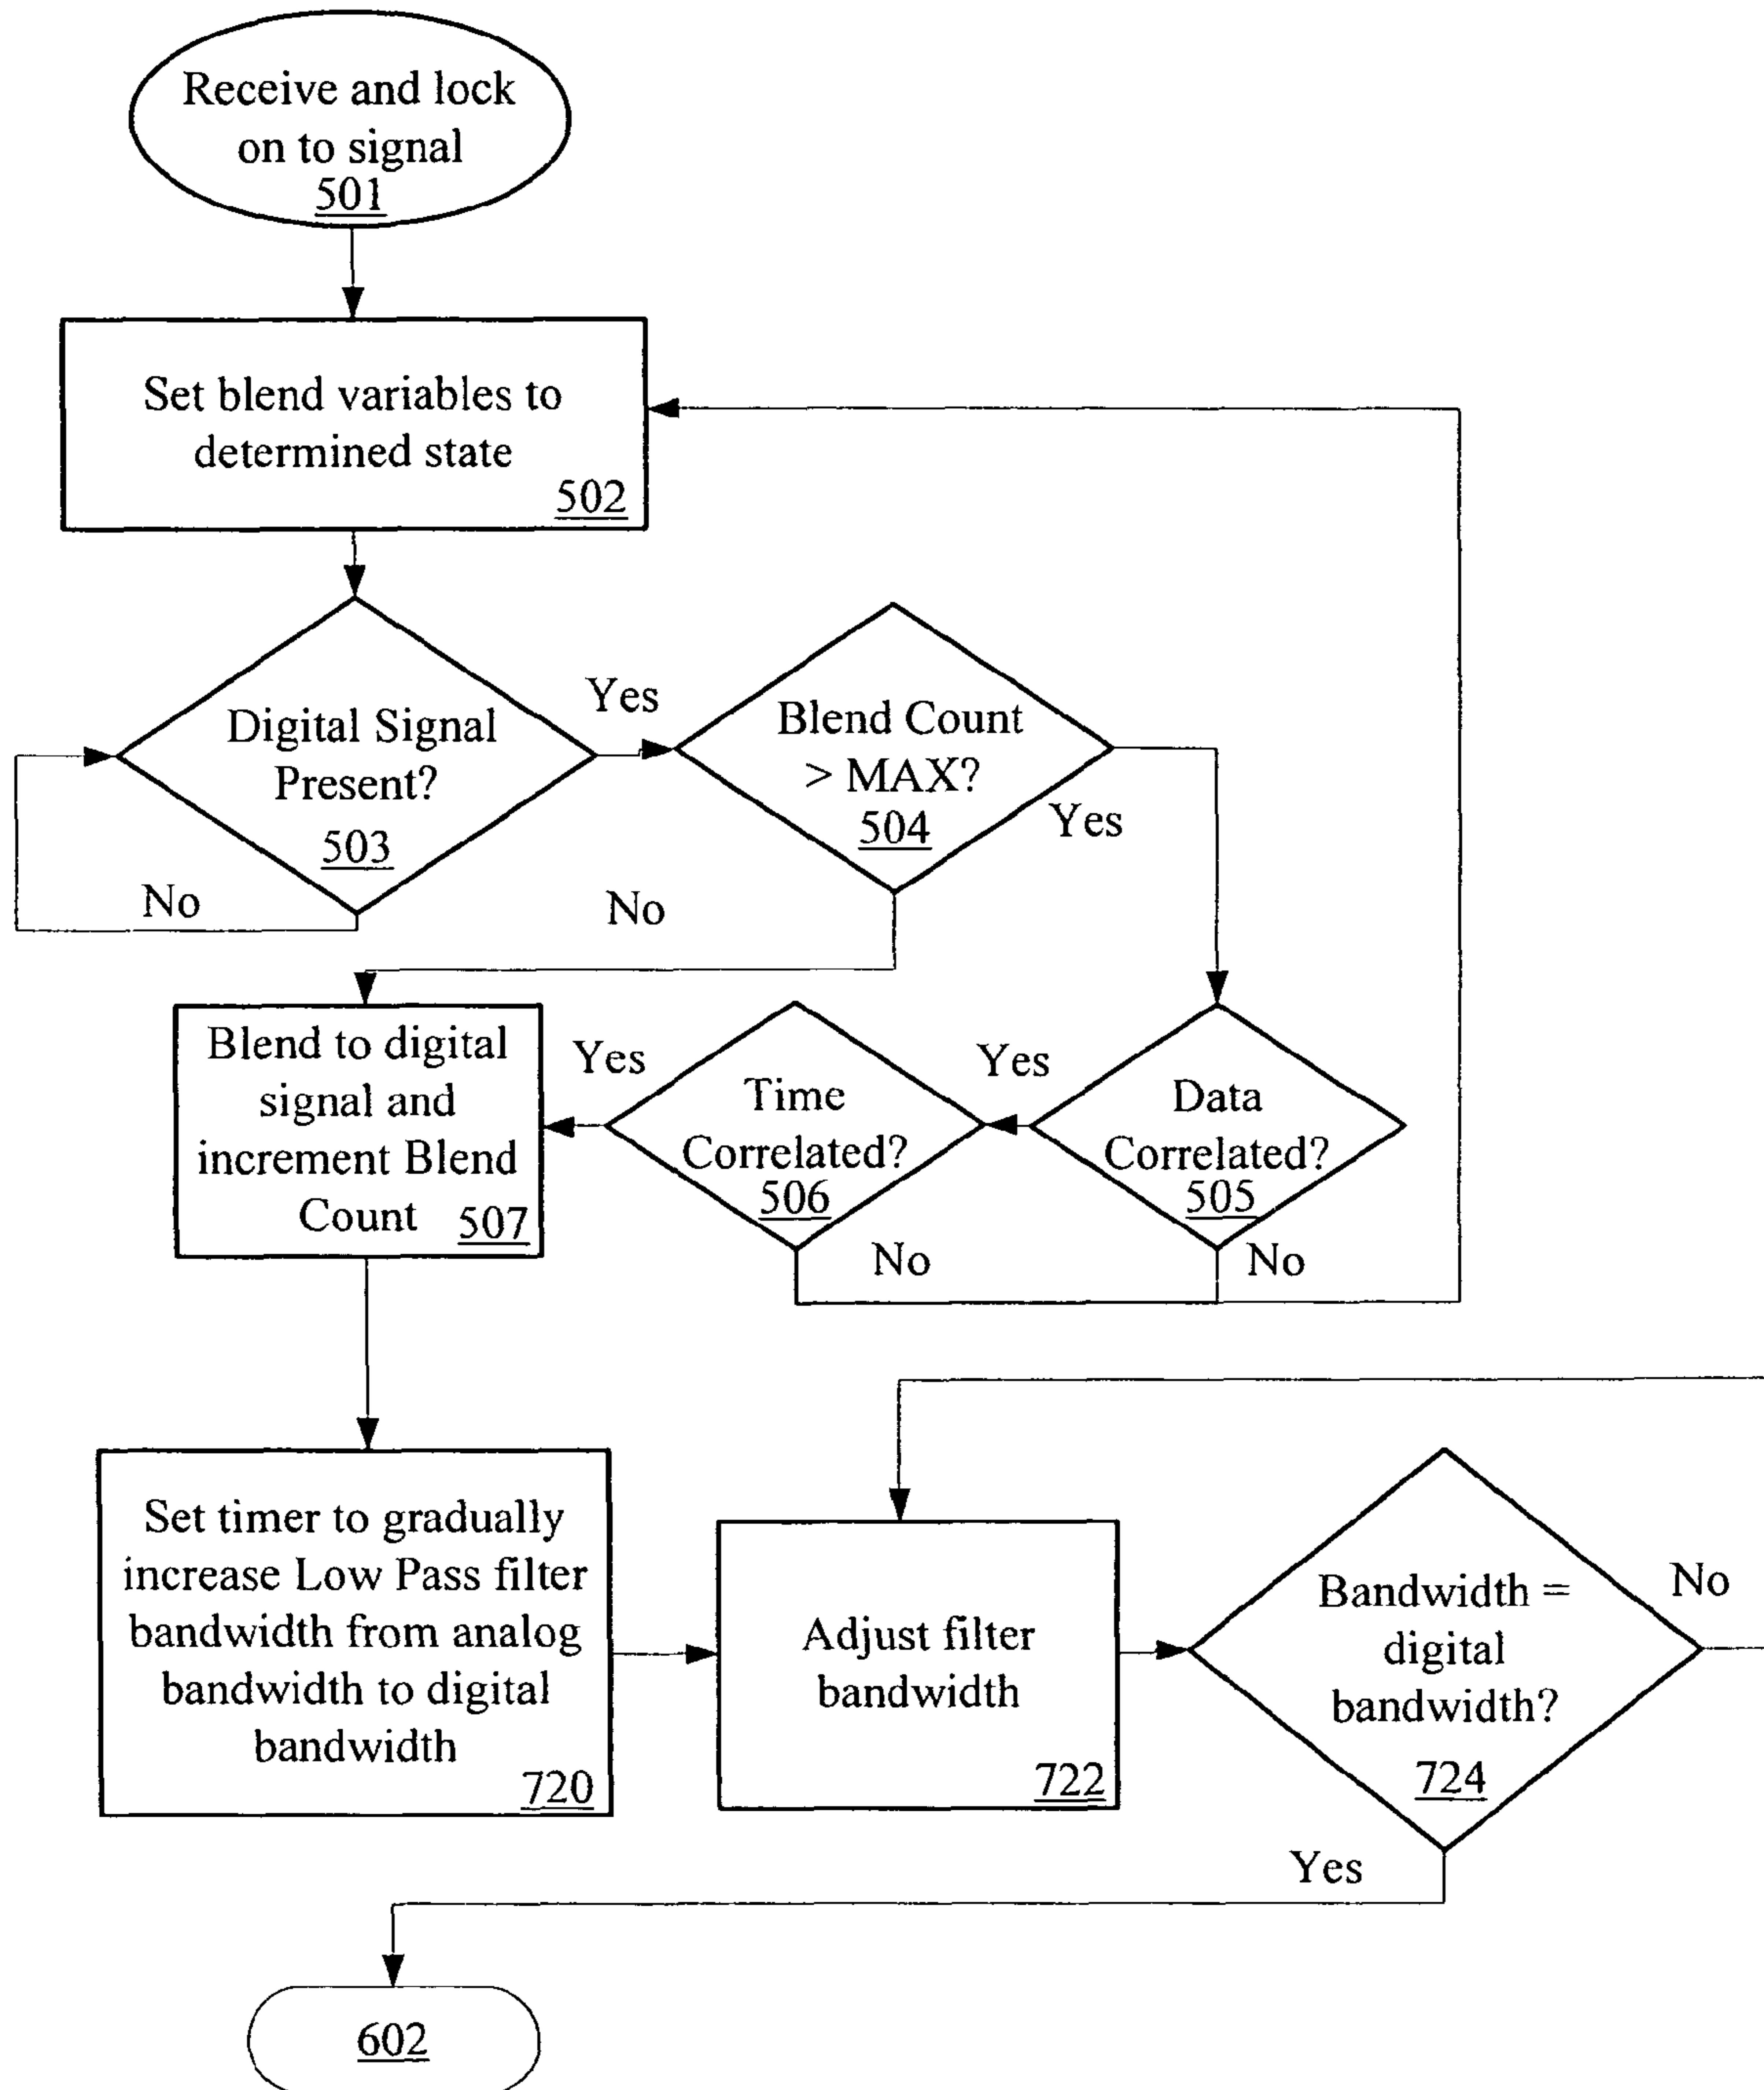 Receive and lock
on to signal
501
Set blend variables to
determined state
502
Digital Signal
Present?
503
Yes
No
Blend Count
> MAX?
504
Yes
No
Data
Correlated?
505
Yes
No
Time
Correlated?
506
Yes
No
Blend to digital
signal and
increment Blend
Count
507
Set timer to gradually
increase Low Pass filter
bandwidth from analog
bandwidth to digital
bandwidth
720
Adjust filter
bandwidth
722
Bandwidth =
digital
bandwidth?
724
No
Yes
602